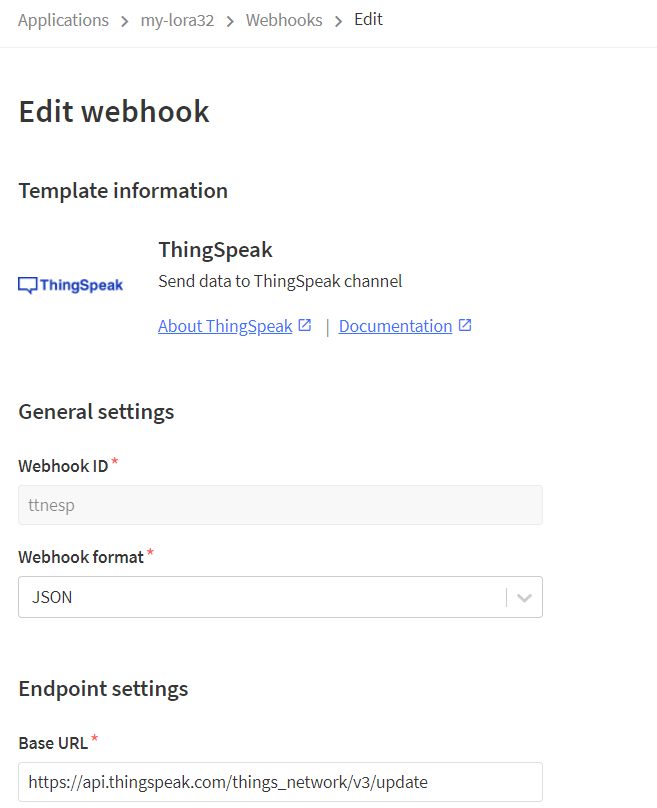 Applications > my-lora32 > Webhooks > Edit
Edit webhook
Template information
ThingSpeak
ThingSpeak
Send data to ThingSpeak channel
About ThingSpeak | Documentation
General settings
Webhook ID *
ttnesp
Webhook format *
JSON
Endpoint settings
Base URL *
https://api.thingspeak.com/things_network/v3/update